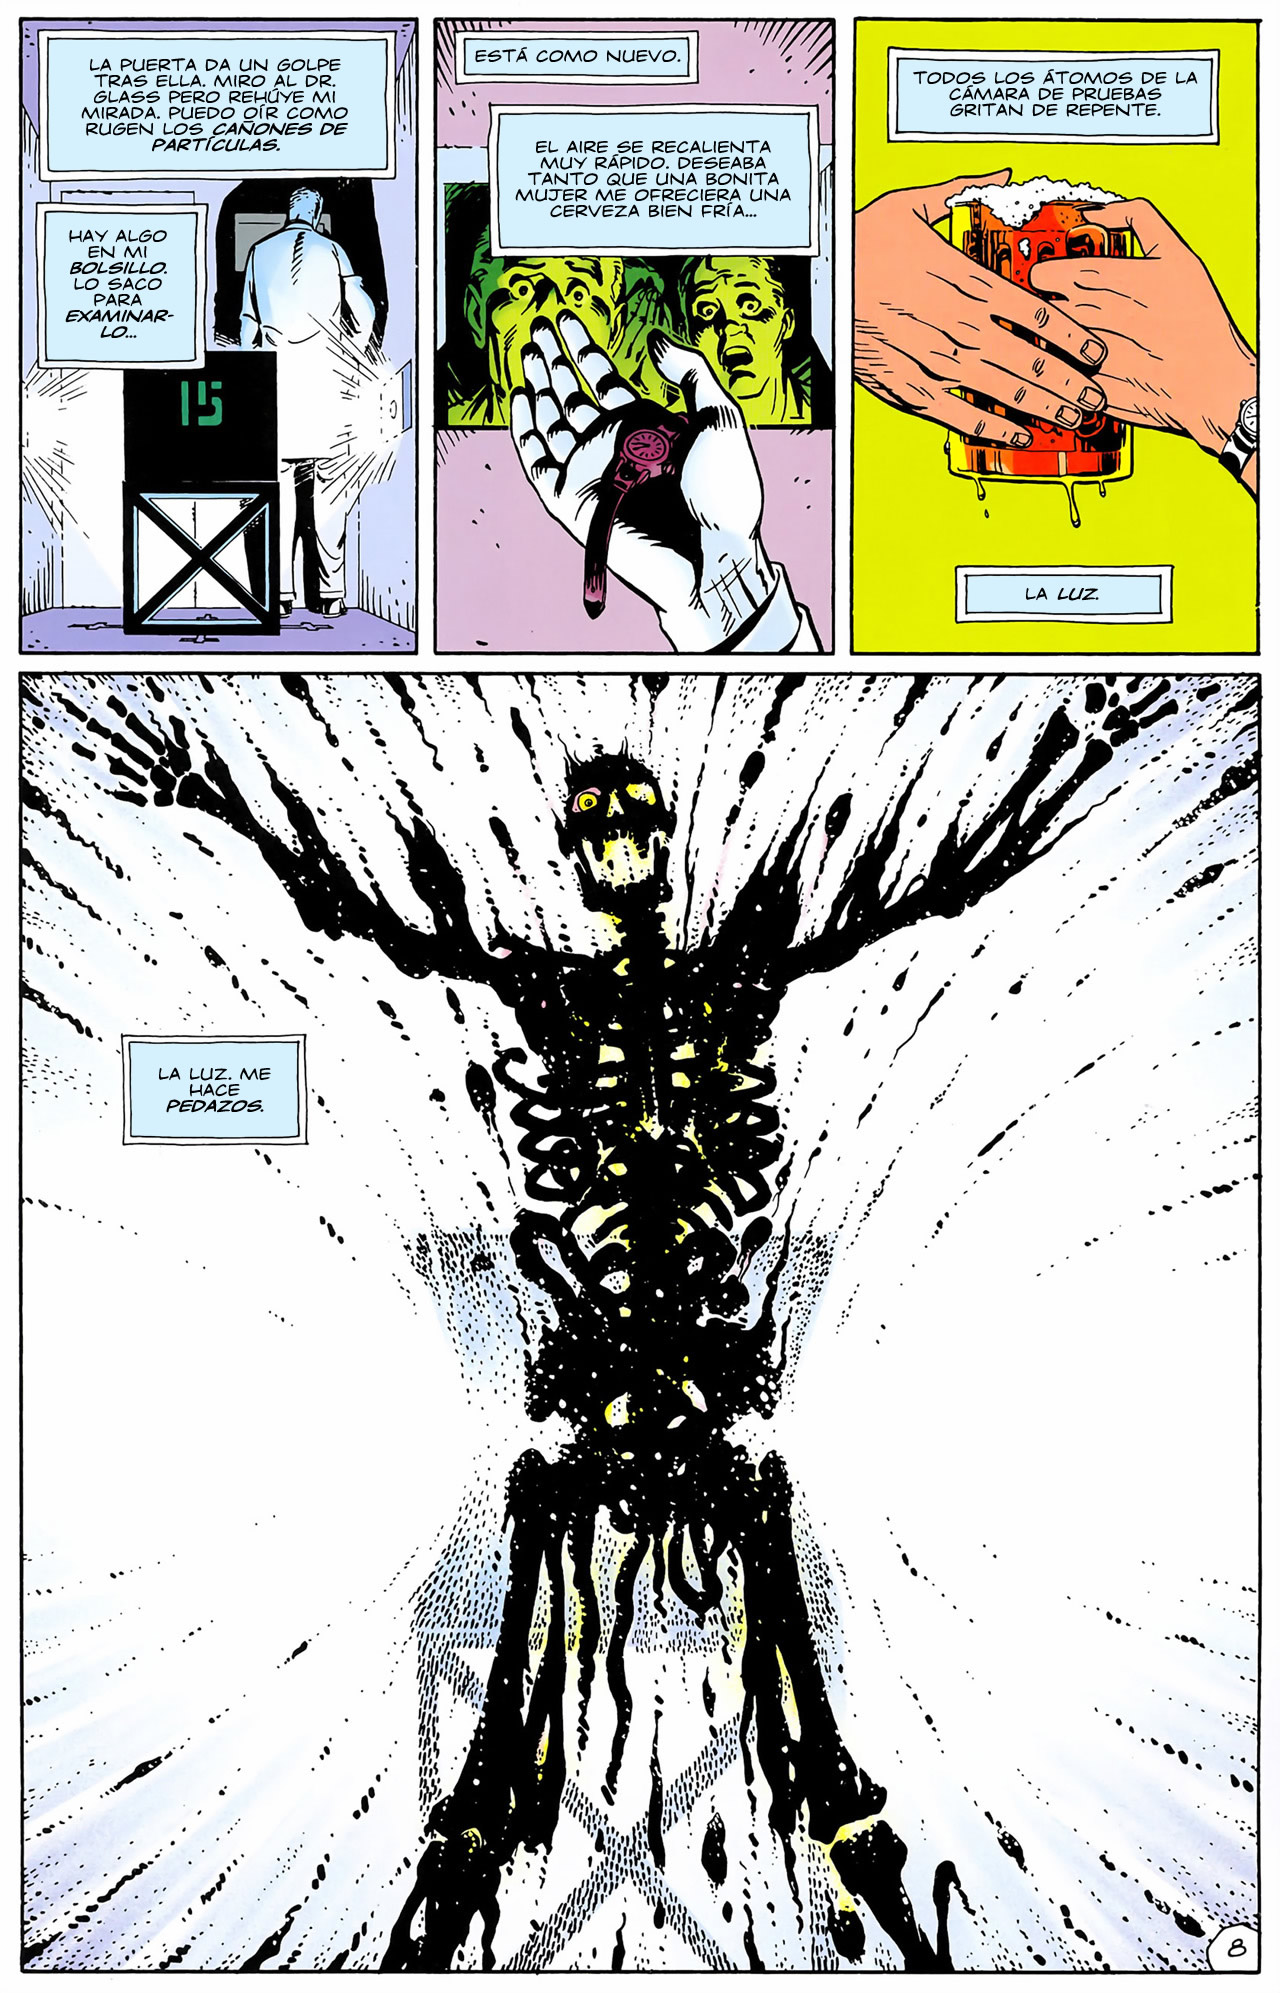 LA PUERTA DA UN GOLPE
TRAS ELLA. MIRO AL DR.
GLASS PERO REHÚYE MI
MIRADA. PUEDO OÍR COMO
RUGEN LOS CAÑONES DE
PARTÍCULAS.
HAY ALGO
EN MI
BOLSILLO.
LO SACO
PARA
EXAMINAR-
LO...
15
ESTÁ COMO NUEVO.
EL AIRE SE RECALIENTA
MUY RÁPIDO. DESEABA
TANTO QUE UNA BONITA
MUJER ME OFRECIERA UNA
CERVEZA BIEN FRÍA...
TODOS LOS ÁTOMOS DE LA
CÁMARA DE PRUEBAS
GRITAN DE REPENTE.
LA LUZ.
LA LUZ. ME
HACE
PEDAZOS.
8